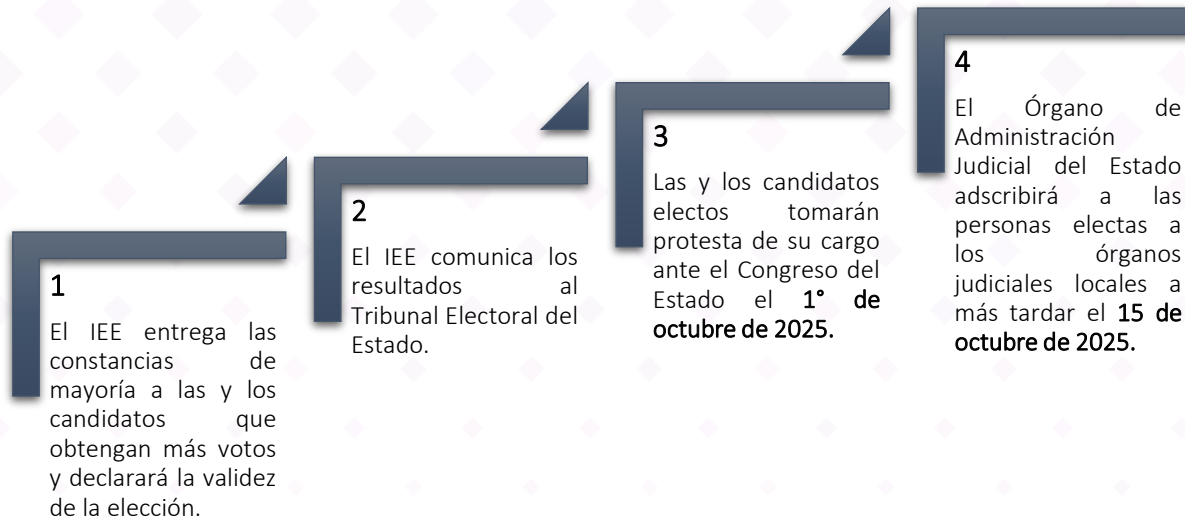 1
El IEE entrega las
constancias de
mayoría a las y los
candidatos que
obtengan más votos
y declarará la validez
de la elección.
2
El IEE comunica los
resultados al
Tribunal Electoral del
Estado.
3
Las y los candidatos
electos tomarán
protesta de su cargo
ante el Congreso del
Estado el 1° de
octubre de 2025.
4
El Órgano de
Administración
Judicial del Estado
adscribirá a las
personas electas a
los órganos
judiciales locales a
más tardar el 15 de
octubre de 2025.